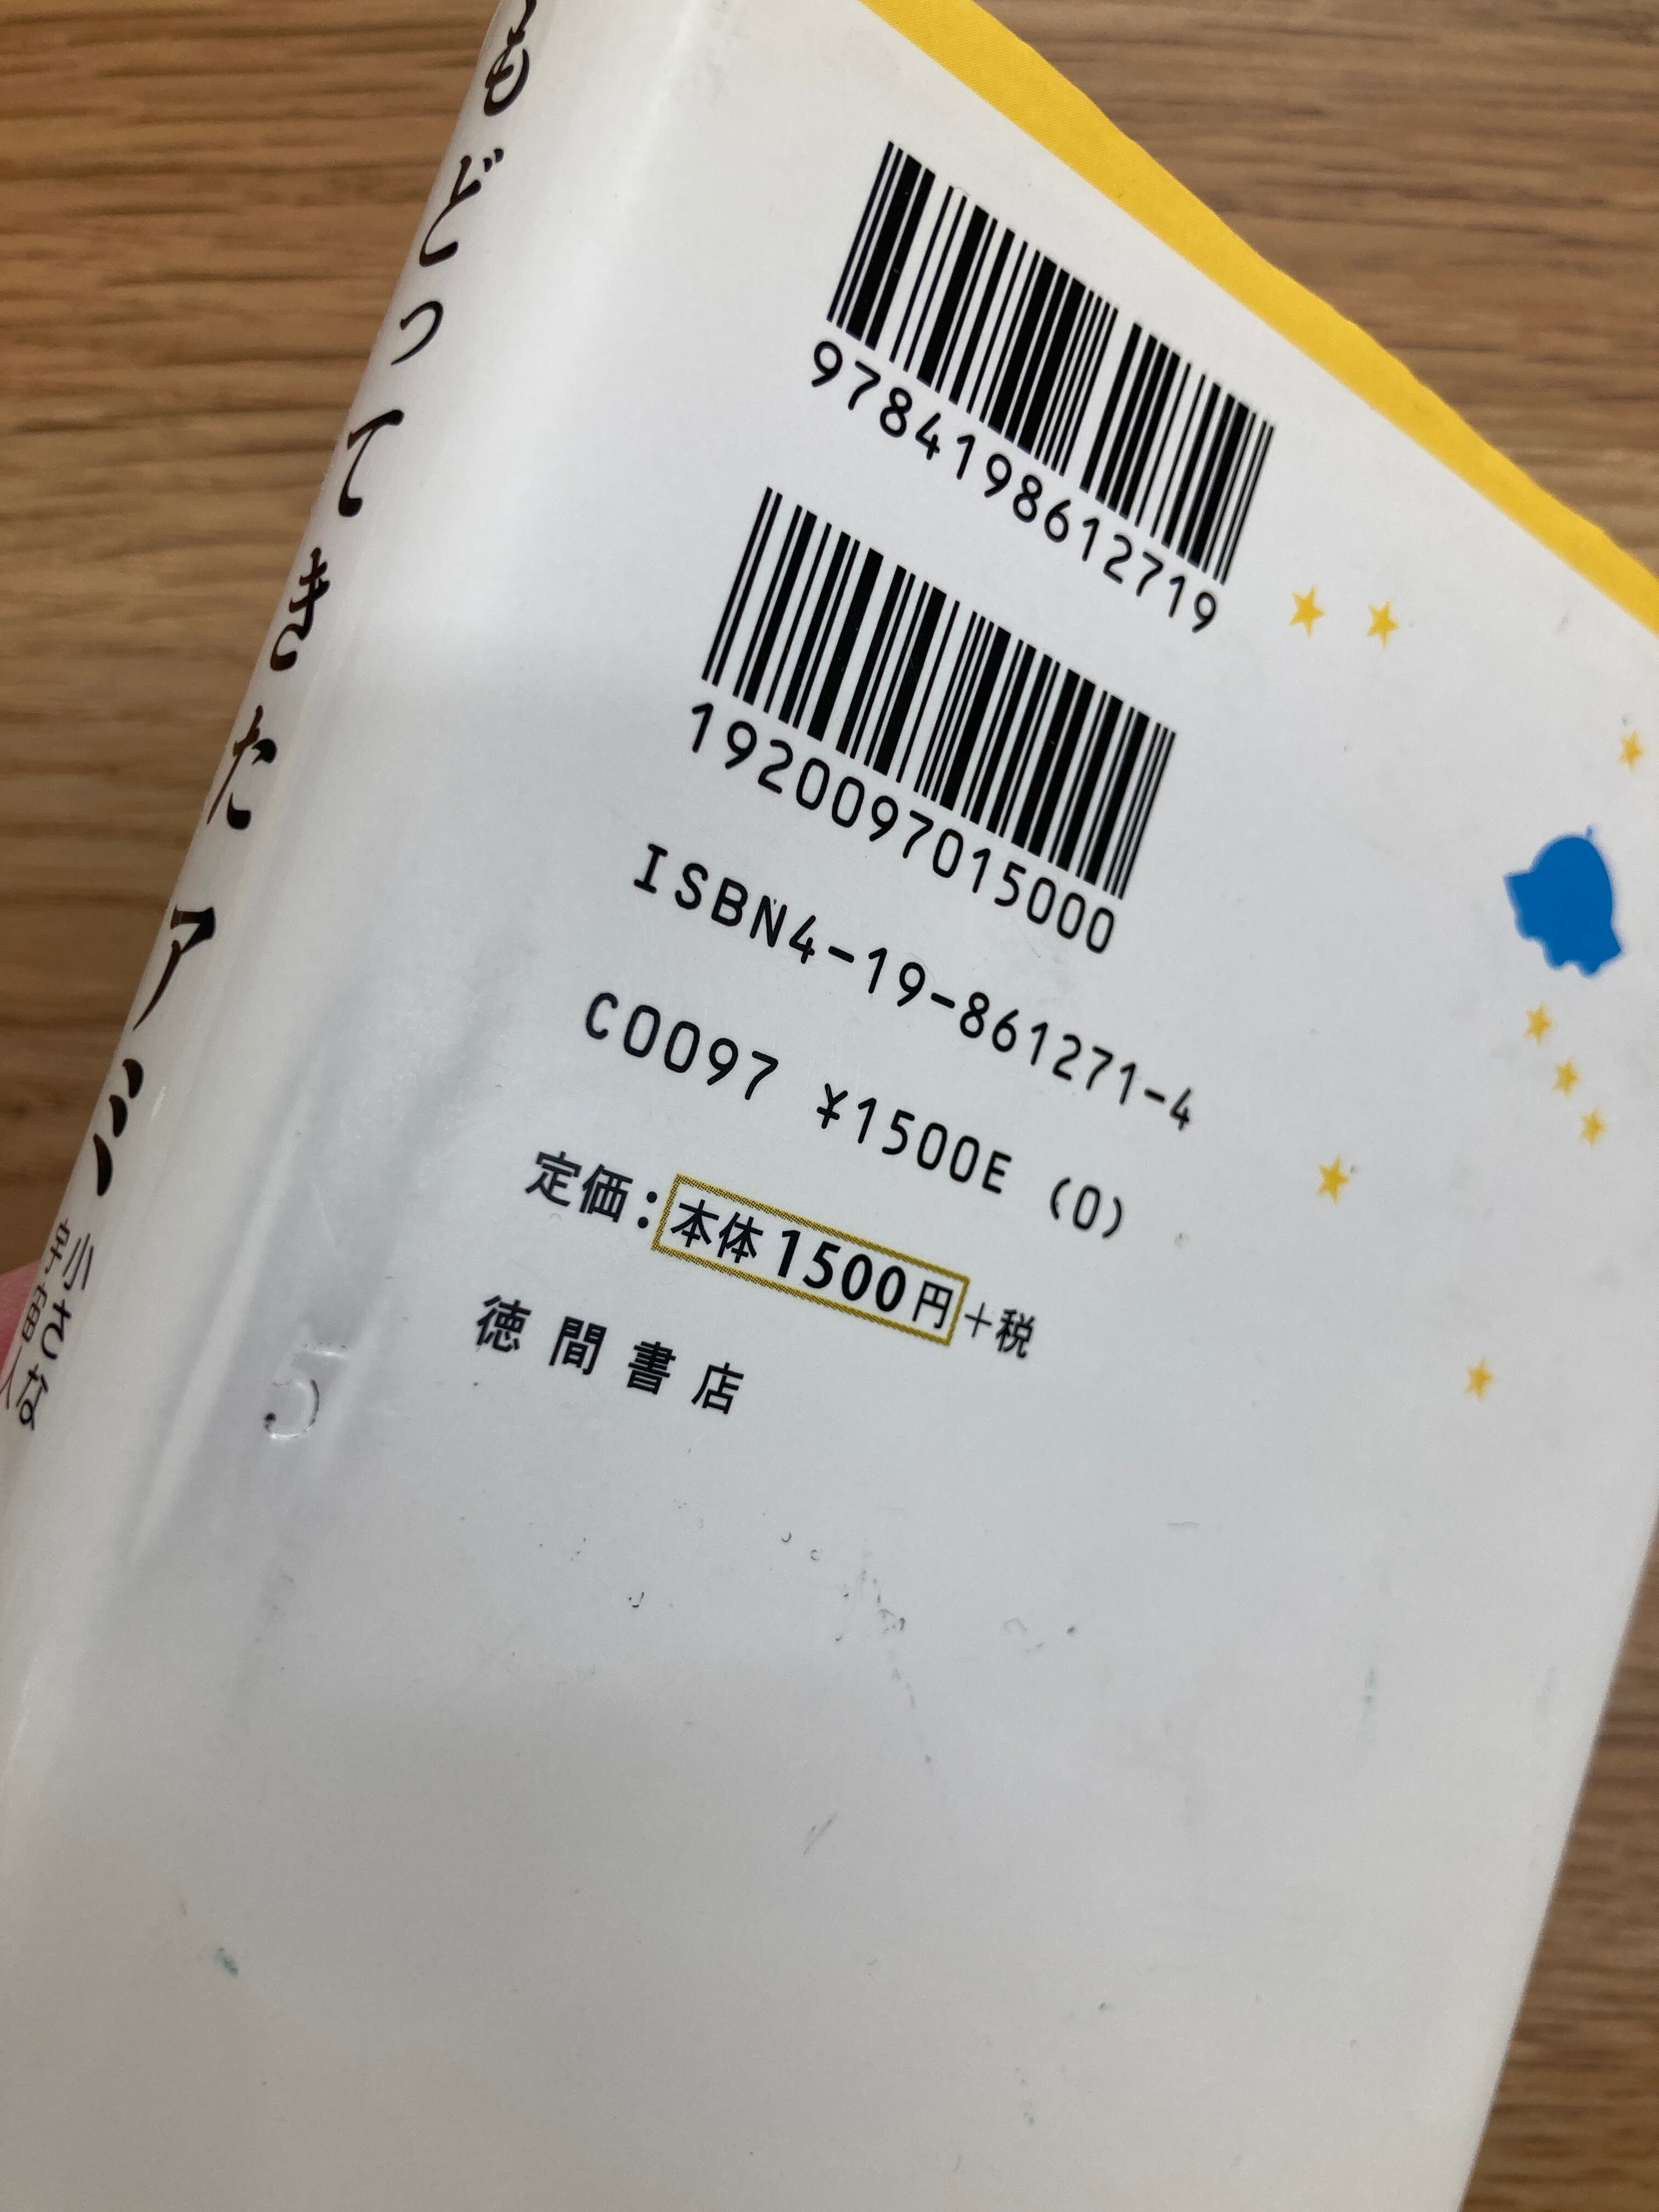 もどってきたアミ
小さな
9784198612719
1920097015000
ISBN4-19-861271-4
C0097 ¥1500E (0)
定価：本体1500円+税
徳間書店
5